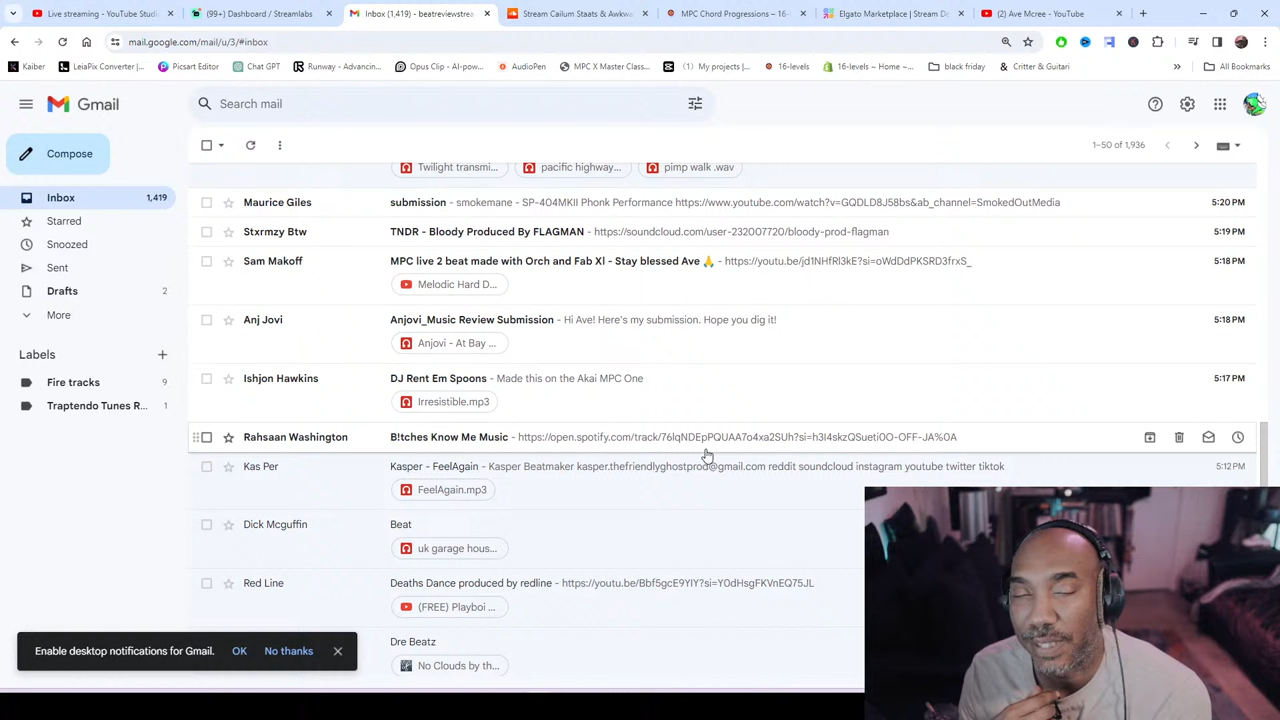 Live streaming - YouTube Studi
(99+) Dashboard / Streamlabs
Inbox (1,419) - beatreviewstre
Stream Cailum Staats & Awkw
MPC Chord Progressions – 16-l
Elgato Marketplace | Stream De
(2) Ave Mcree - YouTube
mail.google.com/mail/u/3/#inbox
Kaiber
LeiaPix Converter |...
Picsart Editor
Chat GPT
Runway - Advancin...
Opus Clip - AI-pow...
AudioPen
MPC X Master Class...
(1) My projects |...
16-levels
16-levels ~ Home ~...
black friday
Critter & Guitari
»
All Bookmarks
Gmail
Search mail
Compose
1–50 of 1,936
Inbox 1,419
Starred
Snoozed
Sent
Drafts 2
More
Labels
Fire tracks 9
Traptendo Tunes R... 1
Twilight transmi... pacific highway... pimp walk .wav
Maurice Giles submission - smokemane - SP-404MKII Phonk Performance https://www.youtube.com/watch?v=GQDLD8J58bs&ab_channel=SmokedOutMedia 5:20 PM
Stxrmzy Btw TNDR - Bloody Produced By FLAGMAN - https://soundcloud.com/user-232007720/bloody-prod-flagman 5:19 PM
Sam Makoff MPC live 2 beat made with Orch and Fab Xl - Stay blessed Ave 🙏 - https://youtu.be/jd1NHfRl3kE?si=oWdDdPKSRD3frxS_ 5:18 PM
Melodic Hard D...
Anj Jovi Anjovi_Music Review Submission - Hi Ave! Here's my submission. Hope you dig it! 5:18 PM
Anjovi - At Bay ...
Ishjon Hawkins DJ Rent Em Spoons - Made this on the Akai MPC One 5:17 PM
Irresistible.mp3
Rahsaan Washington B!tches Know Me Music - https://open.spotify.com/track/76lqNDEpPQUAA7o4xa2SUh?si=h3I4skzQSueti0O-OFF-JA%0A
Kas Per Kasper - FeelAgain - Kasper Beatmaker kasper.thefriendlyghostprod@gmail.com reddit soundcloud instagram youtube twitter tiktok 5:12 PM
FeelAgain.mp3
Dick Mcguffin Beat
uk garage hous...
Red Line Deaths Dance produced by redline - https://youtu.be/Bbf5gcE9YIY?si=Y0dHsgFKVnEQ75JL
(FREE) Playboi ...
Dre Beatz
No Clouds by th...
Enable desktop notifications for Gmail. OK No thanks